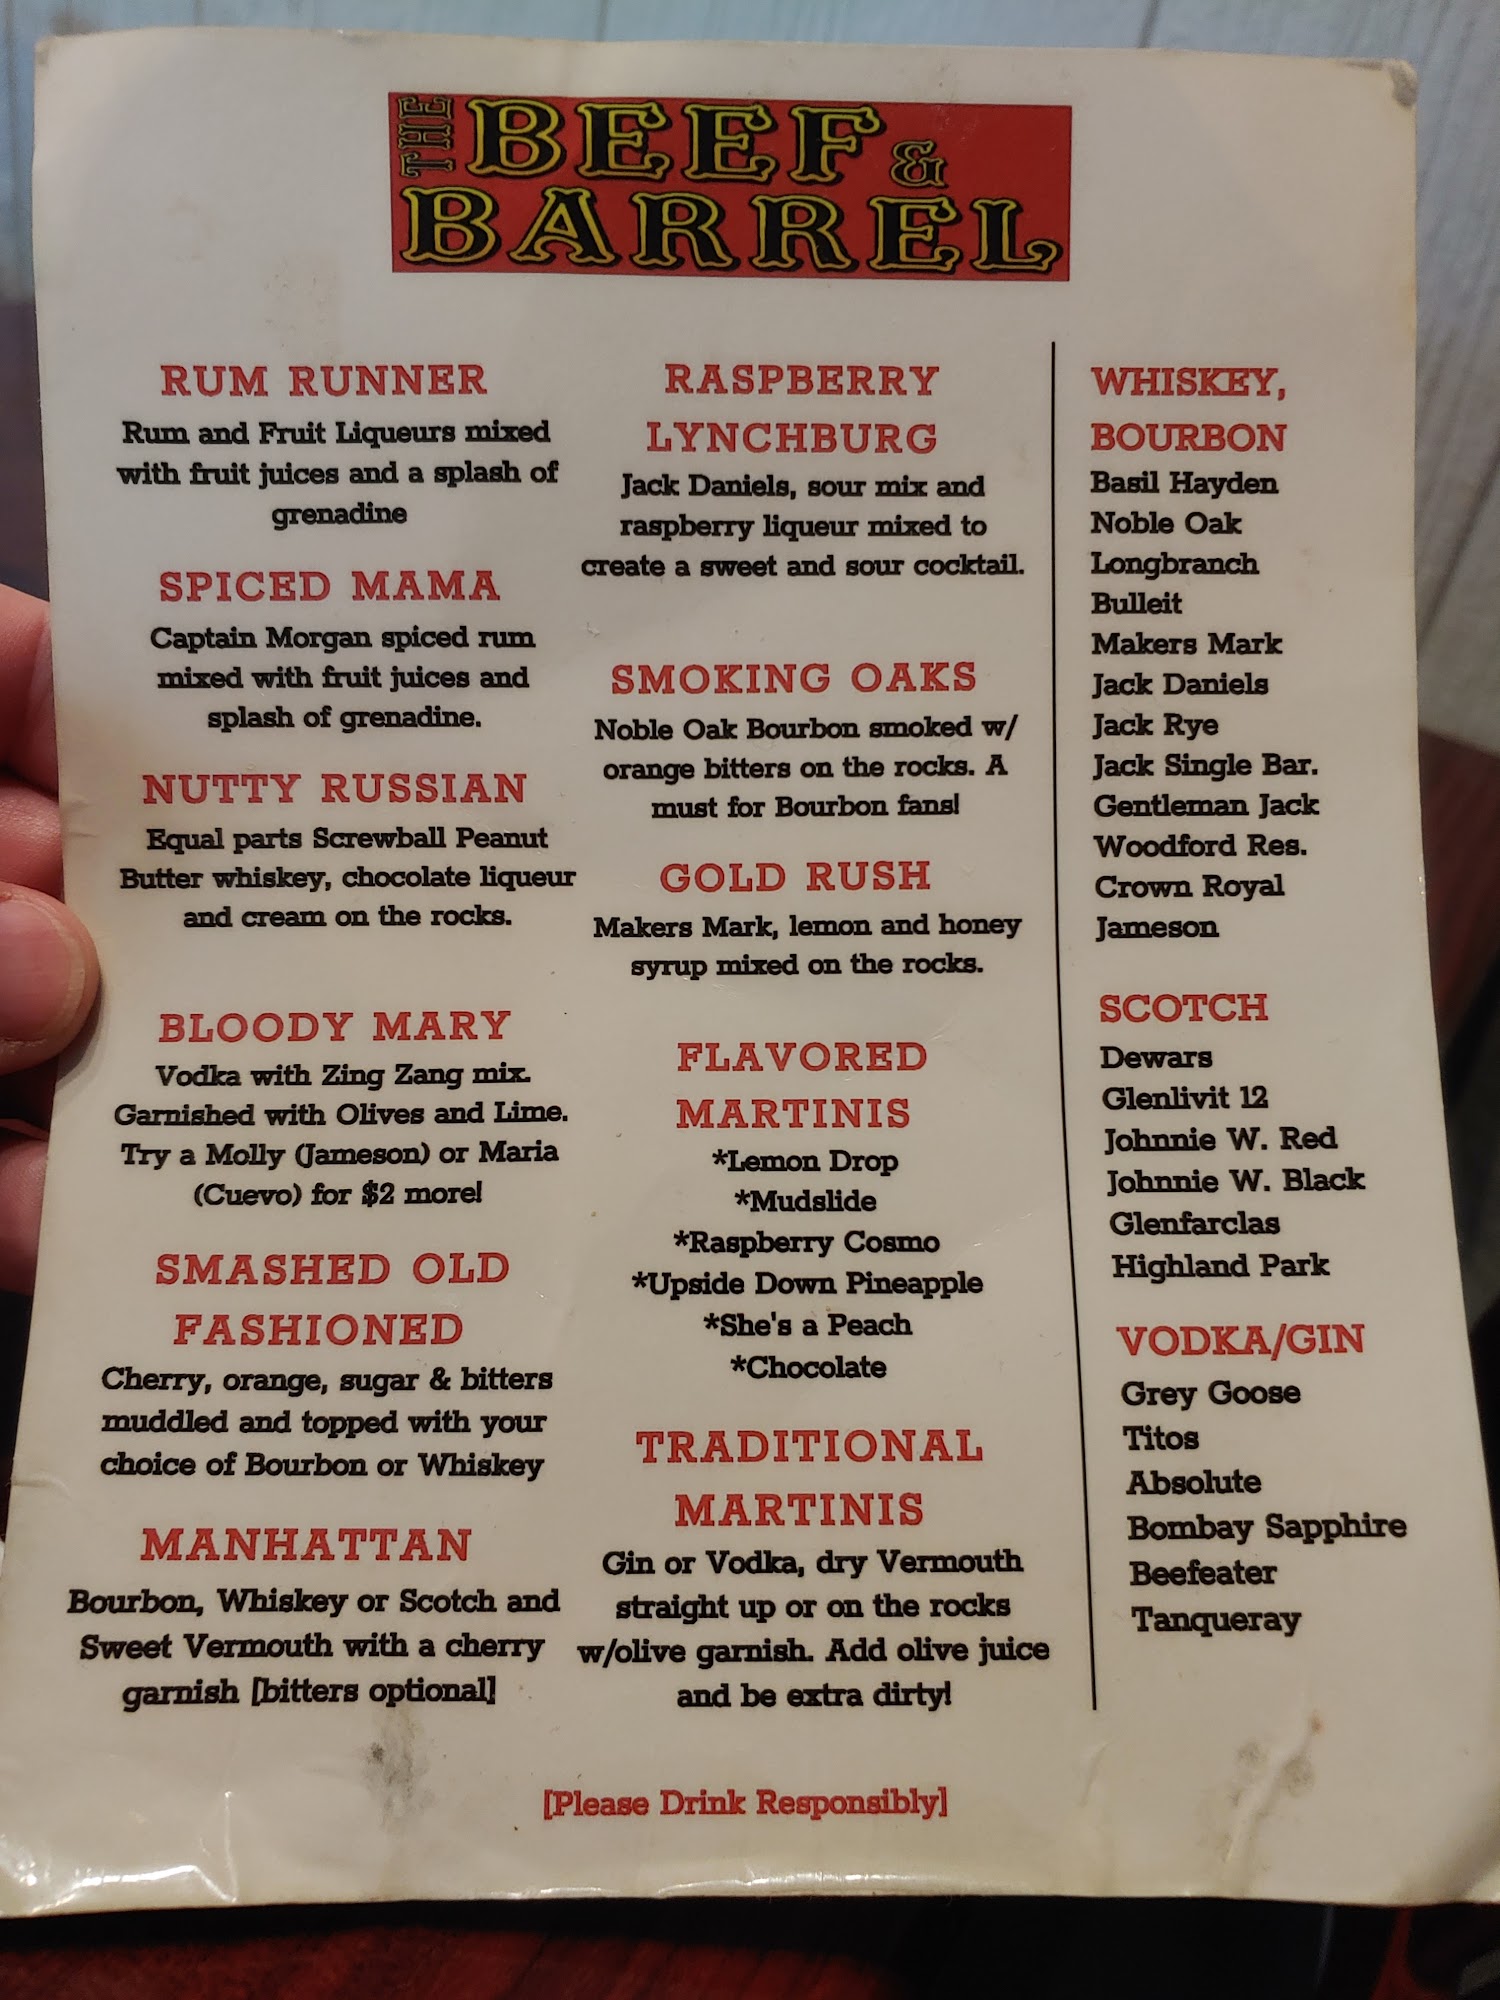 THE BEEF &
BARREL
RUM RUNNER
Rum and Fruit Liqueurs mixed
with fruit juices and a splash of
grenadine
SPICED MAMA
Captain Morgan spiced rum
mixed with fruit juices and
splash of grenadine.
NUTTY RUSSIAN
Equal parts Screwball Peanut
Butter whiskey, chocolate liqueur
and cream on the rocks.
BLOODY MARY
Vodka with Zing Zang mix.
Garnished with Olives and Lime.
Try a Molly (Jameson) or Maria
(Cuevo) for $2 more!
SMASHED OLD
FASHIONED
Cherry, orange, sugar & bitters
muddled and topped with your
choice of Bourbon or Whiskey
MANHATTAN
Bourbon, Whiskey or Scotch and
Sweet Vermouth with a cherry
garnish [bitters optional]
RASPBERRY
LYNCHBURG
Jack Daniels, sour mix and
raspberry liqueur mixed to
create a sweet and sour cocktail.
SMOKING OAKS
Noble Oak Bourbon smoked w/
orange bitters on the rocks. A
must for Bourbon fans!
GOLD RUSH
Makers Mark, lemon and honey
syrup mixed on the rocks.
FLAVORED
MARTINIS
*Lemon Drop
*Mudslide
*Raspberry Cosmo
*Upside Down Pineapple
*She's a Peach
*Chocolate
TRADITIONAL
MARTINIS
Gin or Vodka, dry Vermouth
straight up or on the rocks
w/olive garnish. Add olive juice
and be extra dirty!
WHISKEY,
BOURBON
Basil Hayden
Noble Oak
Longbranch
Bulleit
Makers Mark
Jack Daniels
Jack Rye
Jack Single Bar.
Gentleman Jack
Woodford Res.
Crown Royal
Jameson
SCOTCH
Dewars
Glenlivit 12
Johnnie W. Red
Johnnie W. Black
Glenfarclas
Highland Park
VODKA/GIN
Grey Goose
Titos
Absolute
Bombay Sapphire
Beefeater
Tanqueray
[Please Drink Responsibly]